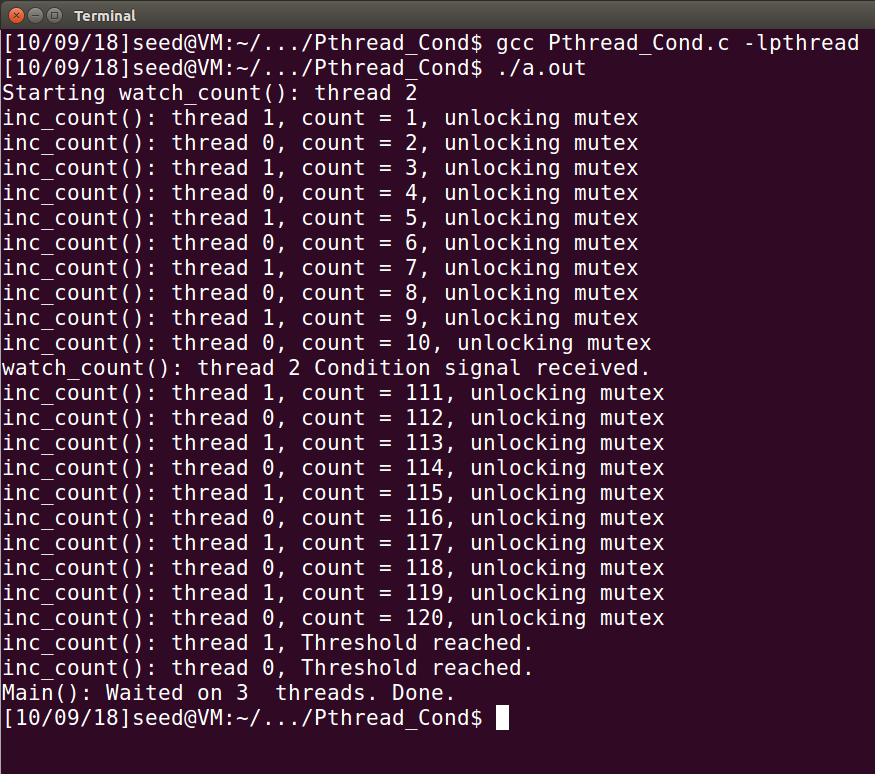 Terminal
[10/09/18]seed@VM:~/.../Pthread_Cond$ gcc Pthread_Cond.c -lpthread
[10/09/18]seed@VM:~/.../Pthread_Cond$ ./a.out
Starting watch_count(): thread 2
inc_count(): thread 1, count = 1, unlocking mutex
inc_count(): thread 0, count = 2, unlocking mutex
inc_count(): thread 1, count = 3, unlocking mutex
inc_count(): thread 0, count = 4, unlocking mutex
inc_count(): thread 1, count = 5, unlocking mutex
inc_count(): thread 0, count = 6, unlocking mutex
inc_count(): thread 1, count = 7, unlocking mutex
inc_count(): thread 0, count = 8, unlocking mutex
inc_count(): thread 1, count = 9, unlocking mutex
inc_count(): thread 0, count = 10, unlocking mutex
watch_count(): thread 2 Condition signal received.
inc_count(): thread 1, count = 111, unlocking mutex
inc_count(): thread 0, count = 112, unlocking mutex
inc_count(): thread 1, count = 113, unlocking mutex
inc_count(): thread 0, count = 114, unlocking mutex
inc_count(): thread 1, count = 115, unlocking mutex
inc_count(): thread 0, count = 116, unlocking mutex
inc_count(): thread 1, count = 117, unlocking mutex
inc_count(): thread 0, count = 118, unlocking mutex
inc_count(): thread 1, count = 119, unlocking mutex
inc_count(): thread 0, count = 120, unlocking mutex
inc_count(): thread 1, Threshold reached.
inc_count(): thread 0, Threshold reached.
Main(): Waited on 3  threads. Done.
[10/09/18]seed@VM:~/.../Pthread_Cond$